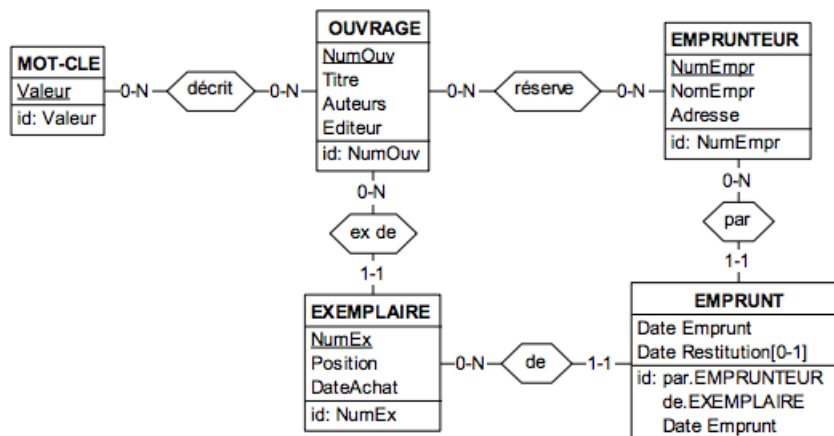 MOT-CLE
Valeur
id: Valeur
0-N
décrit
0-N
OUVRAGE
NumOuv
Titre
Auteurs
Editeur
id: NumOuv
0-N
réserve
0-N
EMPRUNTEUR
NumEmpr
NomEmpr
Adresse
id: NumEmpr
0-N
ex de
1-1
0-N
par
1-1
EXEMPLAIRE
NumEx
Position
DateAchat
id: NumEx
0-N
de
1-1
EMPRUNT
Date Emprunt
Date Restitution[0-1]
id: par.EMPRUNTEUR
de.EXEMPLAIRE
Date Emprunt